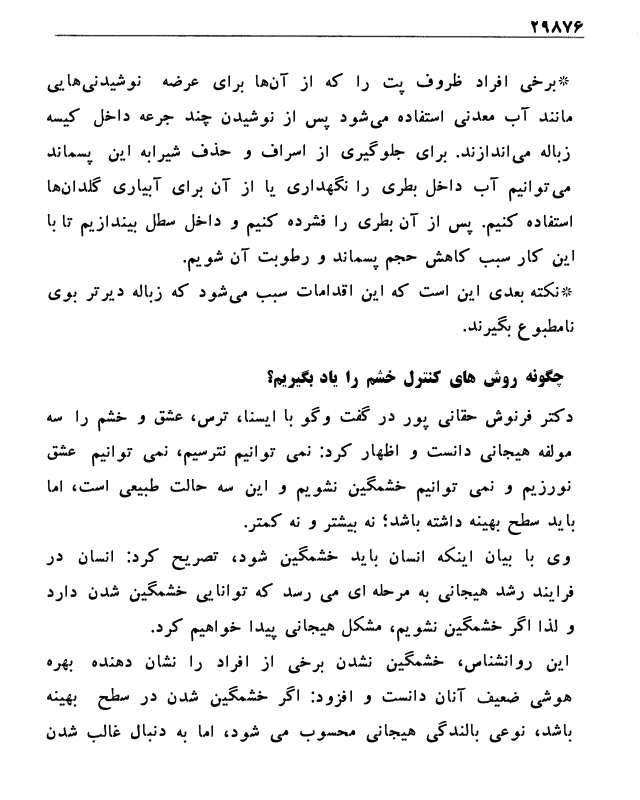 ۲۹۸۷۶
*برخی افراد ظروف پت را که از آن‌ها برای عرضه نوشیدنی‌هایی
مانند آب معدنی استفاده می‌شود پس از نوشیدن چند جرعه داخل کیسه
زباله می‌اندازند. برای جلوگیری از اسراف و حذف شیرابه این پسماند
می‌توانیم آب داخل بطری را نگهداری یا از آن برای آبیاری گلدان‌ها
استفاده کنیم. پس از آن بطری را فشرده کنیم و داخل سطل بیندازیم تا با
این کار سبب کاهش حجم پسماند و رطوبت آن شویم.
*نکته بعدی این است که این اقدامات سبب می‌شود که زباله دیرتر بوی
نامطبوع بگیرند.
چگونه روش های کنترل خشم را یاد بگیریم؟
دکتر فرنوش حقانی پور در گفت وگو با ایسنا، ترس، عشق و خشم را سه
مولفه هیجانی دانست و اظهار کرد: نمی توانیم نترسیم، نمی توانیم عشق
نورزیم و نمی توانیم خشمگین نشویم و این سه حالت طبیعی است، اما
باید سطح بهینه داشته باشد؛ نه بیشتر و نه کمتر.
وی با بیان اینکه انسان باید خشمگین شود، تصریح کرد: انسان در
فرایند رشد هیجانی به مرحله ای می رسد که توانایی خشمگین شدن دارد
و لذا اگر خشمگین نشویم، مشکل هیجانی پیدا خواهیم کرد.
این روانشناس، خشمگین نشدن برخی از افراد را نشان دهنده بهره
هوشی ضعیف آنان دانست و افزود: اگر خشمگین شدن در سطح بهینه
باشد، نوعی بالندگی هیجانی محسوب می شود، اما به دنبال غالب شدن